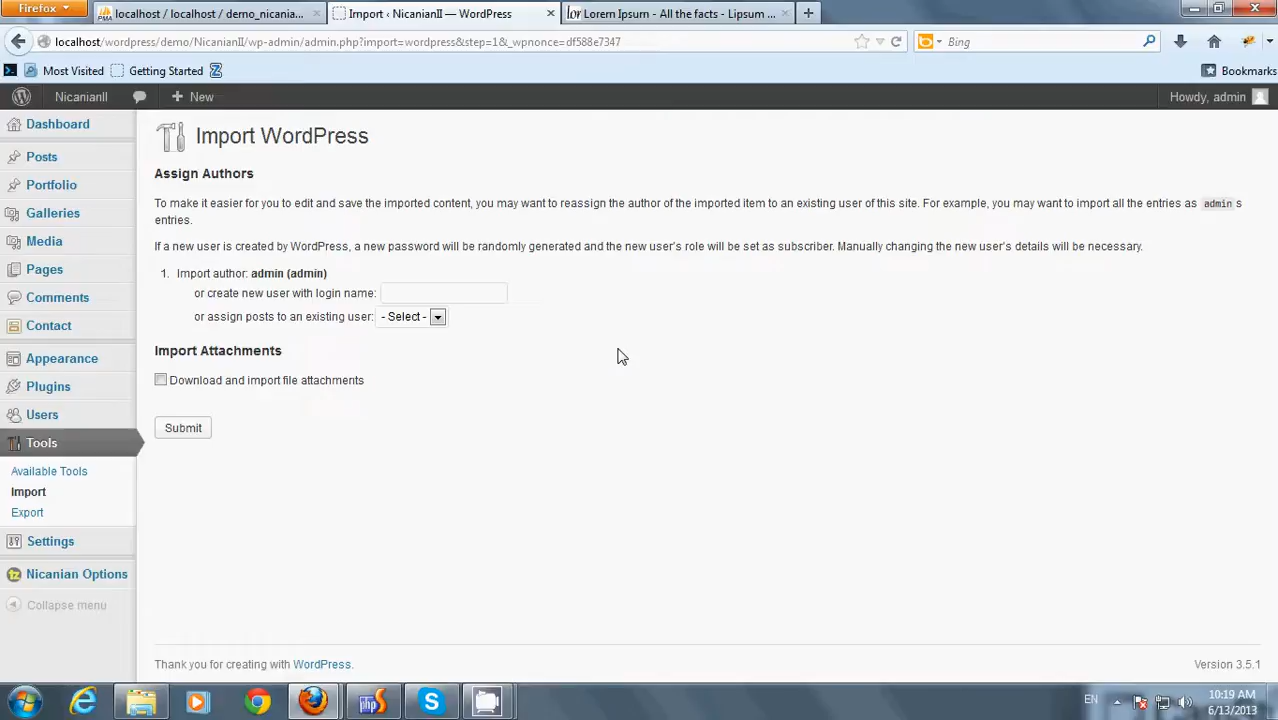 Firefox
localhost / localhost / demo_nicania...
Import ‹ NicanianII — WordPress
Lorem Ipsum - All the facts - Lipsum ...
localhost/wordpress/demo/NicanianII/wp-admin/admin.php?import=wordpress&step=1&_wpnonce=df588e7347
Bing
Most Visited
Getting Started
Bookmarks
NicanianII
New
Howdy, admin
Dashboard
Posts
Portfolio
Galleries
Media
Pages
Comments
Contact
Appearance
Plugins
Users
Tools
Available Tools
Import
Export
Settings
Nicanian Options
Collapse menu
Import WordPress
Assign Authors
To make it easier for you to edit and save the imported content, you may want to reassign the author of the imported item to an existing user of this site. For example, you may want to import all the entries as admin s
entries.
If a new user is created by WordPress, a new password will be randomly generated and the new user's role will be set as subscriber. Manually changing the new user's details will be necessary.
1. Import author: admin (admin)
or create new user with login name:
or assign posts to an existing user: - Select -
Import Attachments
Download and import file attachments
Submit
Thank you for creating with WordPress.
Version 3.5.1
EN
10:19 AM
6/13/2013